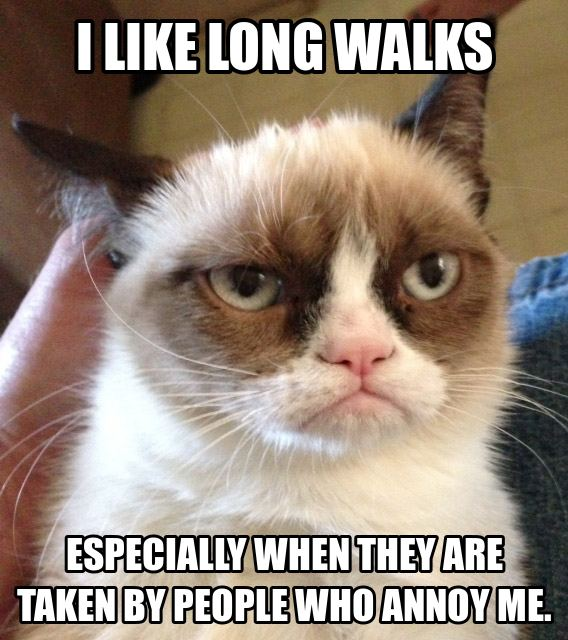 I LIKE LONG WALKS
ESPECIALLY WHEN THEY ARE
TAKEN BY PEOPLE WHO ANNOY ME.